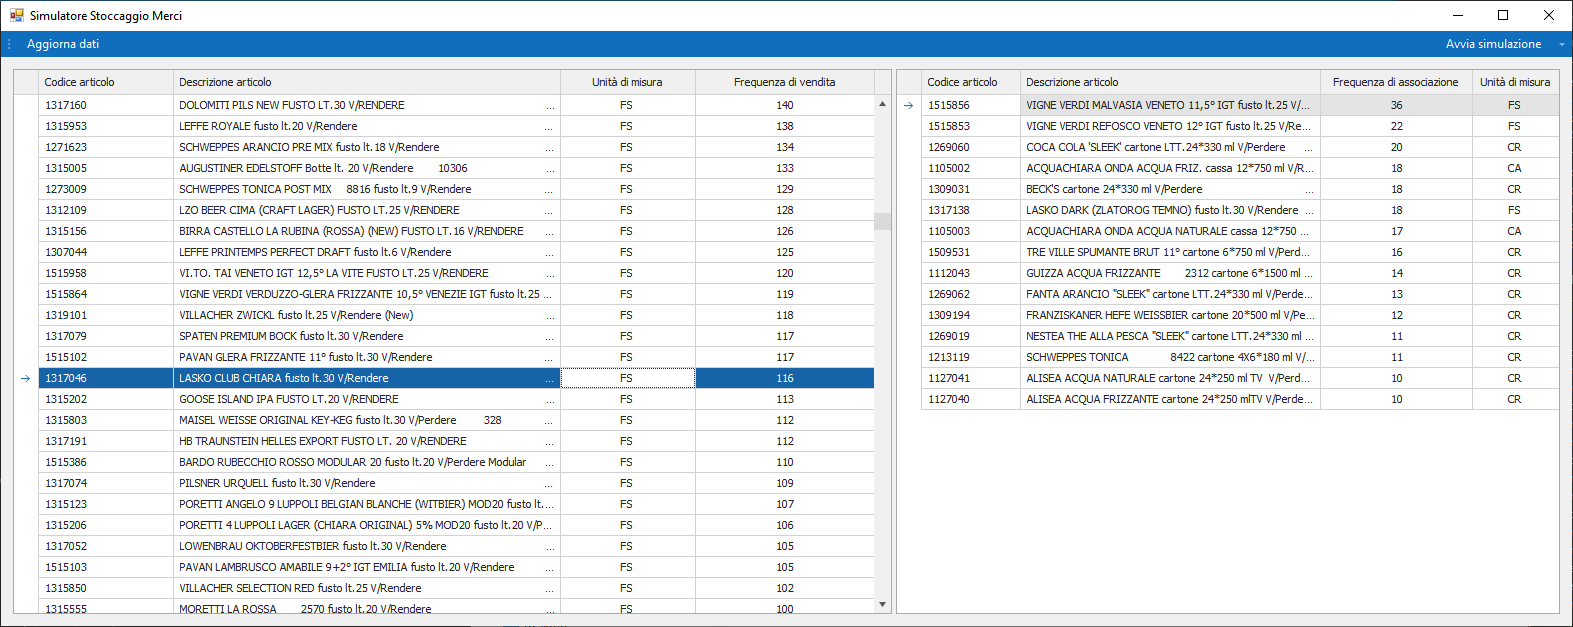 Simulatore Stoccaggio Merci
Aggiorna dati
Avvia simulazione
Codice articolo Descrizione articolo Unità di misura Frequenza di vendita
1317160 DOLOMITI PILS NEW FUSTO LT.30 V/RENDERE ... FS 140
1315953 LEFFE ROYALE fusto lt.20 V/Rendere ... FS 138
1271623 SCHWEPPES ARANCIO PRE MIX fusto lt.18 V/Rendere ... FS 134
1315005 AUGUSTINER EDELSTOFF Botte lt. 20 V/Rendere 10306 ... FS 133
1273009 SCHWEPPES TONICA POST MIX 8816 fusto lt.9 V/Rendere ... FS 129
1312109 LZO BEER CIMA (CRAFT LAGER) FUSTO LT.25 V/RENDERE ... FS 128
1315156 BIRRA CASTELLO LA RUBINA (ROSSA) (NEW) FUSTO LT.16 V/RENDERE ... FS 126
1307044 LEFFE PRINTEMPS PERFECT DRAFT fusto lt.6 V/Rendere ... FS 125
1515958 VI.TO. TAI VENETO IGT 12,5° LA VITE FUSTO LT.25 V/RENDERE ... FS 120
1515864 VIGNE VERDI VERDUZZO-GLERA FRIZZANTE 10,5° VENEZIE IGT fusto lt.25 ... FS 119
1319101 VILLACHER ZWICKL fusto lt.25 V/Rendere (New) ... FS 118
1317079 SPATEN PREMIUM BOCK fusto lt.30 V/Rendere ... FS 117
1515102 PAVAN GLERA FRIZZANTE 11° fusto lt.30 V/Rendere ... FS 117
1317046 LASKO CLUB CHIARA fusto lt.30 V/Rendere ... FS 116
1315202 GOOSE ISLAND IPA FUSTO LT.20 V/RENDERE ... FS 113
1315803 MAISEL WEISSE ORIGINAL KEY-KEG fusto lt.30 V/Perdere 328 ... FS 112
1317191 HB TRAUNSTEIN HELLES EXPORT FUSTO LT. 20 V/RENDERE ... FS 112
1515386 BARDO RUBECCHIO ROSSO MODULAR 20 fusto lt.20 V/Perdere Modular ... FS 110
1317074 PILSNER URQUELL fusto lt.30 V/Rendere ... FS 109
1315123 PORETTI ANGELO 9 LUPPOLI BELGIAN BLANCHE (WITBIER) MOD20 fusto lt.... FS 107
1315206 PORETTI 4 LUPPOLI LAGER (CHIARA ORIGINAL) 5% MOD20 fusto lt.20 V/P... FS 106
1317052 LOWENBRAU OKTOBERFESTBIER fusto lt.30 V/Rendere ... FS 105
1515103 PAVAN LAMBRUSCO AMABILE 9+2° IGT EMILIA fusto lt.20 V/Rendere ... FS 105
1315850 VILLACHER SELECTION RED fusto lt.25 V/Rendere ... FS 102
1315555 MORETTI LA ROSSA 2570 fusto lt.20 V/Rendere ... FS 100
Codice articolo Descrizione articolo Frequenza di associazione Unità di misura
1515856 VIGNE VERDI MALVASIA VENETO 11,5° IGT fusto lt.25 V/... 36 FS
1515853 VIGNE VERDI REFOSCO VENETO 12° IGT fusto lt.25 V/Re... 22 FS
1269060 COCA COLA 'SLEEK' cartone LTT.24*330 ml V/Perdere ... 20 CR
1105002 ACQUACHIARA ONDA ACQUA FRIZ. cassa 12*750 ml V/R... 18 CA
1309031 BECK'S cartone 24*330 ml V/Perdere ... 18 CR
1317138 LASKO DARK (ZLATOROG TEMNO) fusto lt.30 V/Rendere ... 18 FS
1105003 ACQUACHIARA ONDA ACQUA NATURALE cassa 12*750 ... 17 CA
1509531 TRE VILLE SPUMANTE BRUT 11° cartone 6*750 ml V/Perd... 16 CR
1112043 GUIZZA ACQUA FRIZZANTE 2312 cartone 6*1500 ml ... 14 CR
1269062 FANTA ARANCIO "SLEEK" cartone LTT.24*330 ml V/Perde... 13 CR
1309194 FRANZISKANER HEFE WEISSBIER cartone 20*500 ml V/Pe... 12 CR
1269019 NESTEA THE ALLA PESCA "SLEEK" cartone LTT.24*330 ml ... 11 CR
1213119 SCHWEPPES TONICA 8422 cartone 4X6*180 ml V/... 11 CR
1127041 ALISEA ACQUA NATURALE cartone 24*250 ml TV V/Perd... 10 CR
1127040 ALISEA ACQUA FRIZZANTE cartone 24*250 mlTV V/Perde... 10 CR